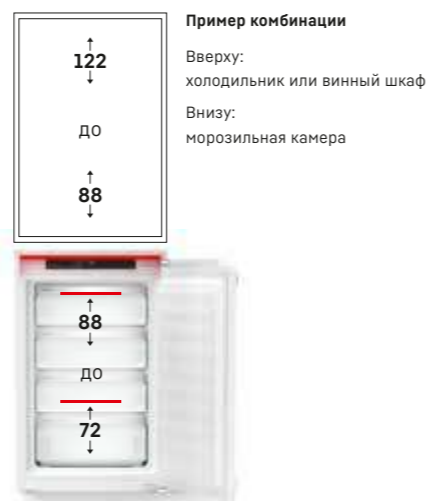 Пример комбинации
Вверху:
холодильник или винный шкаф
Внизу:
морозильная камера
122
до
88
88
до
72